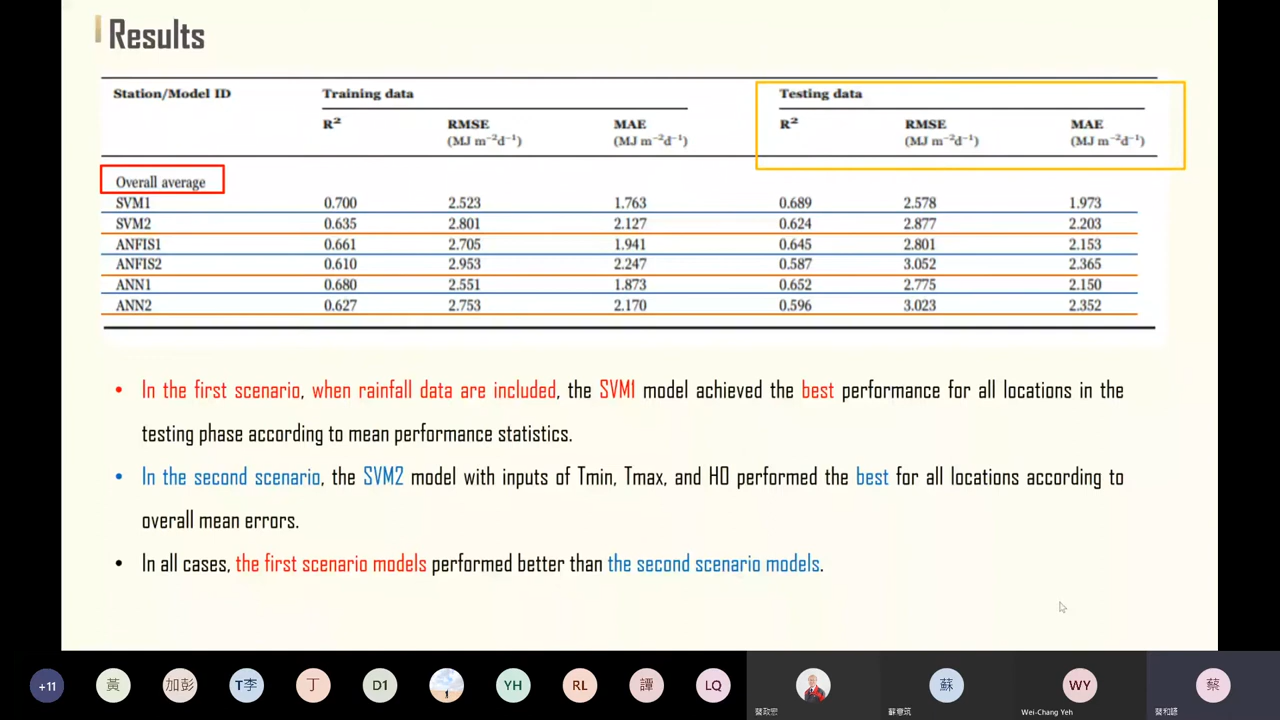 Results
Station/Model ID Training data Testing data
R² RMSE MAE R² RMSE MAE
(MJ m⁻²d⁻¹) (MJ m⁻²d⁻¹) (MJ m⁻²d⁻¹) (MJ m⁻²d⁻¹)
Overall average
SVM1 0.700 2.523 1.763 0.689 2.578 1.973
SVM2 0.635 2.801 2.127 0.624 2.877 2.203
ANFIS1 0.661 2.705 1.941 0.645 2.801 2.153
ANFIS2 0.610 2.953 2.247 0.587 3.052 2.365
ANN1 0.680 2.551 1.873 0.652 2.775 2.150
ANN2 0.627 2.753 2.170 0.596 3.023 2.352
• In the first scenario, when rainfall data are included, the SVM1 model achieved the best performance for all locations in the
testing phase according to mean performance statistics.
• In the second scenario, the SVM2 model with inputs of Tmin, Tmax, and H0 performed the best for all locations according to
overall mean errors.
• In all cases, the first scenario models performed better than the second scenario models.
+11 黃 加彭 T李 丁 D1 YH RL 譚 LQ 蘇 WY 蔡
Wei-Chang Yeh